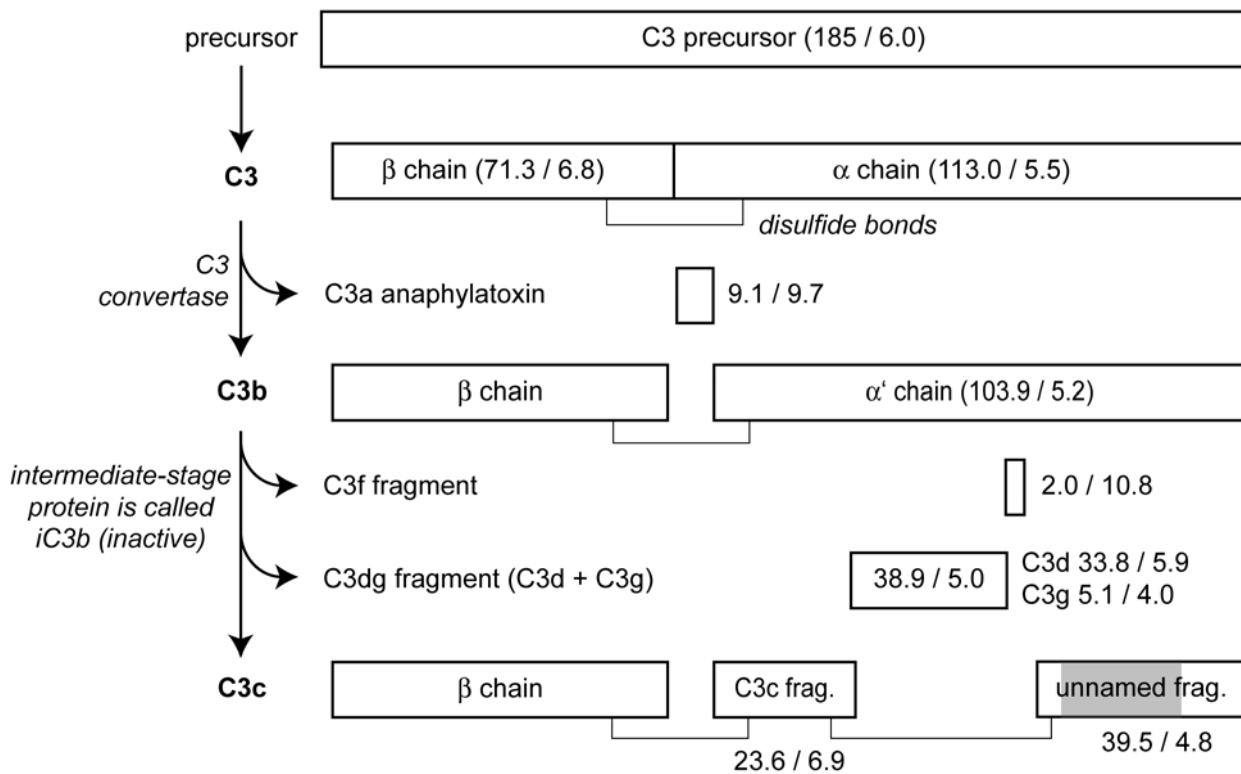 precursor
C3 precursor (185 / 6.0)
C3
β chain (71.3 / 6.8)
α chain (113.0 / 5.5)
disulfide bonds
C3
convertase
C3a anaphylatoxin
9.1 / 9.7
C3b
β chain
α‘ chain (103.9 / 5.2)
intermediate-stage
protein is called
iC3b (inactive)
C3f fragment
2.0 / 10.8
C3dg fragment (C3d + C3g)
38.9 / 5.0
C3d 33.8 / 5.9
C3g 5.1 / 4.0
C3c
β chain
C3c frag.
unnamed frag.
23.6 / 6.9
39.5 / 4.8